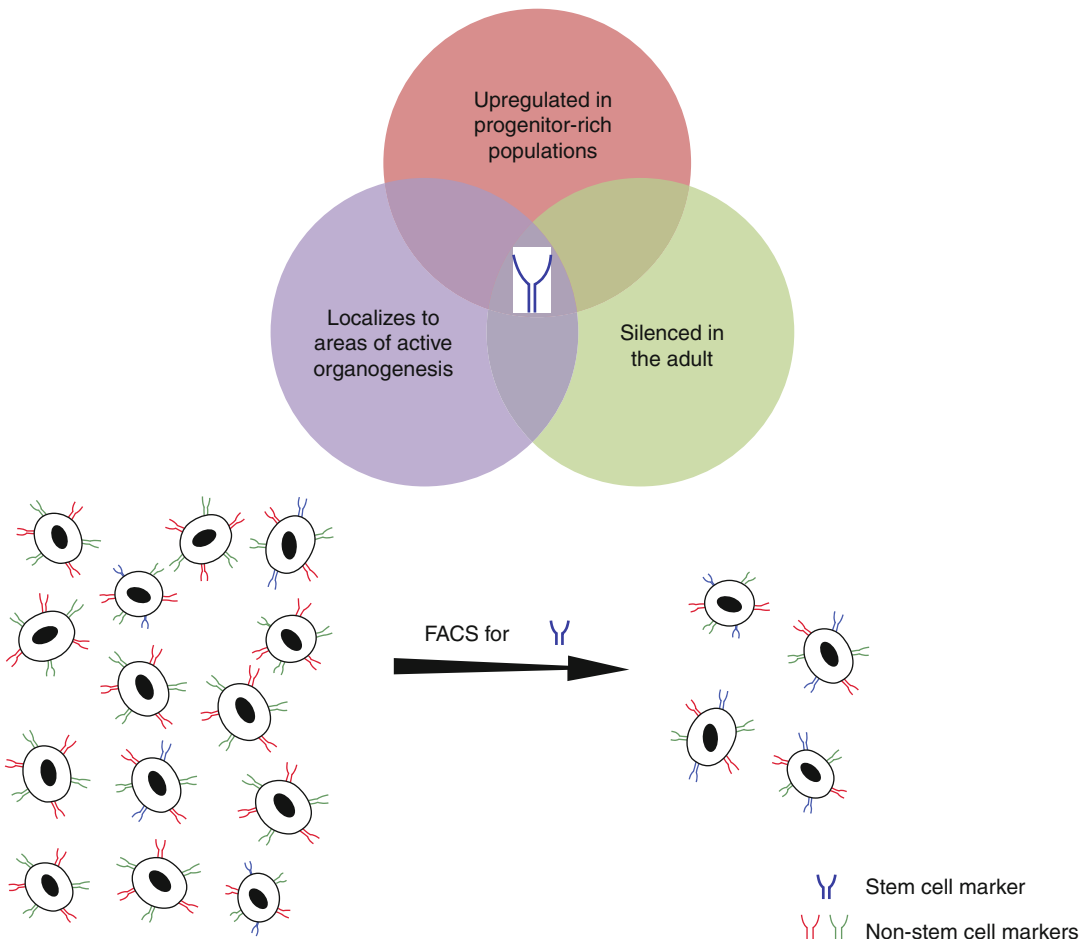 Upregulated in
progenitor-rich
populations
Localizes to
areas of active
organogenesis
Silenced in
the adult
FACS for
Stem cell marker
Non-stem cell markers